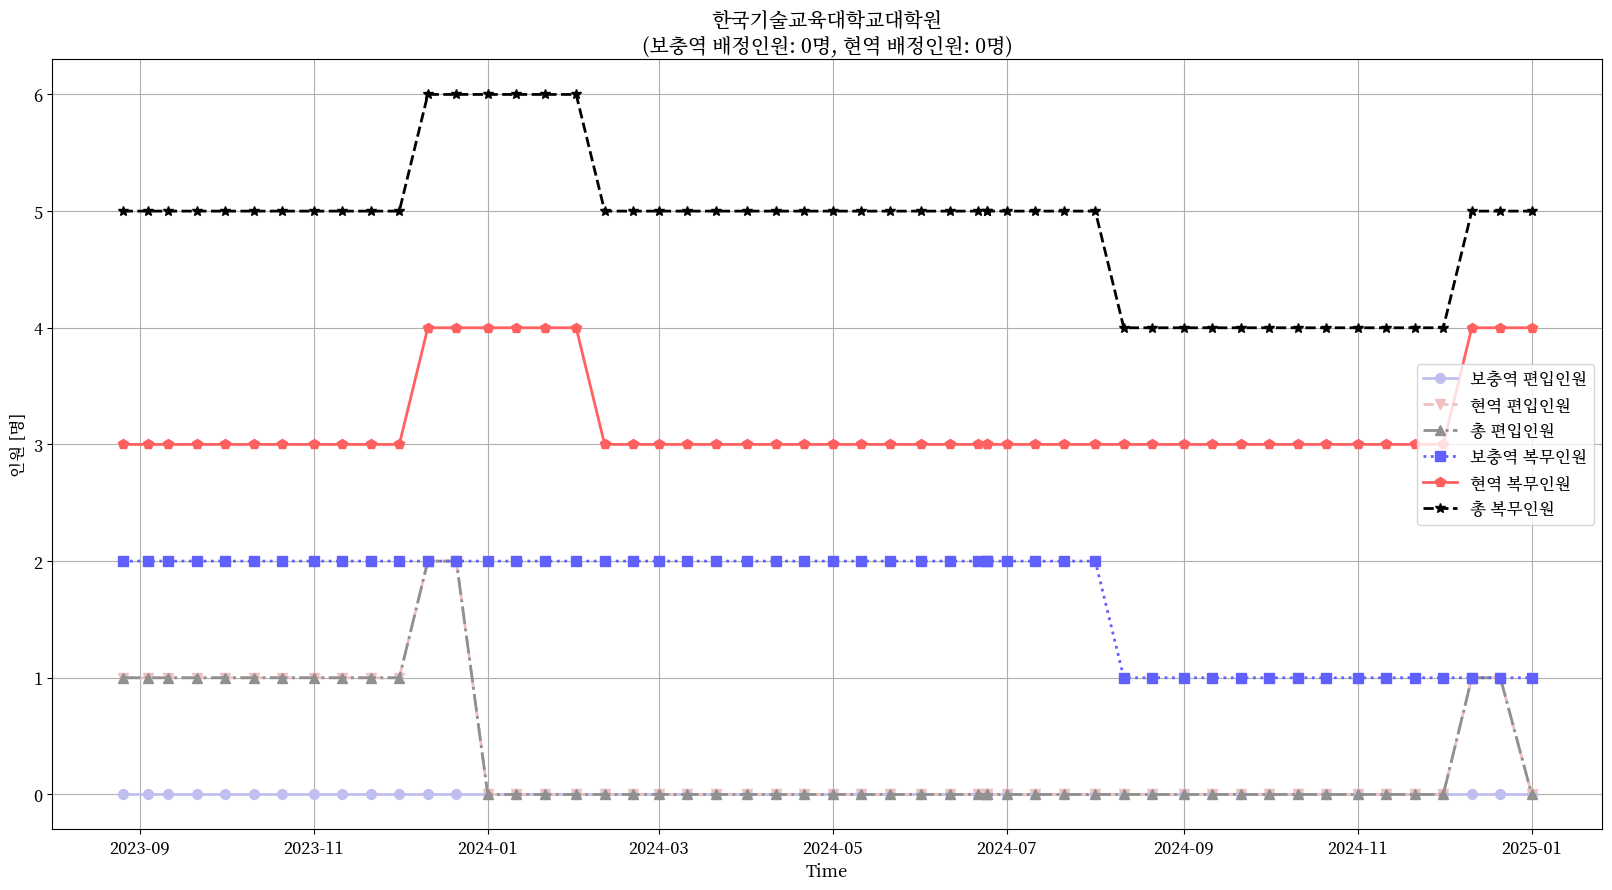 한국기술교육대학교대학원
(보충역 배정인원: 0명, 현역 배정인원: 0명)
인원 [명]
6
5
4
3
2
1
0
보충역 편입인원
현역 편입인원
총 편입인원
보충역 복무인원
현역 복무인원
총 복무인원
2023-09
2023-11
2024-01
2024-03
2024-05
2024-07
2024-09
2024-11
2025-01
Time